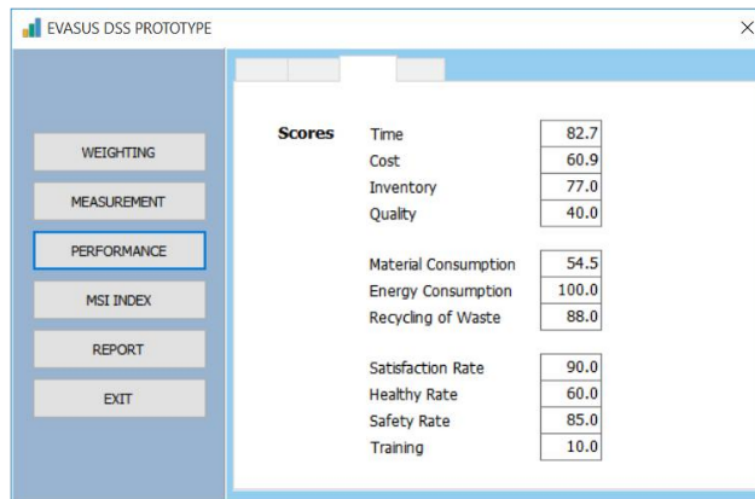 EVASUS DSS PROTOTYPE
WEIGHTING
MEASUREMENT
PERFORMANCE
MSI INDEX
REPORT
EXIT
Scores
Time 82.7
Cost 60.9
Inventory 77.0
Quality 40.0
Material Consumption 54.5
Energy Consumption 100.0
Recycling of Waste 88.0
Satisfaction Rate 90.0
Healthy Rate 60.0
Safety Rate 85.0
Training 10.0